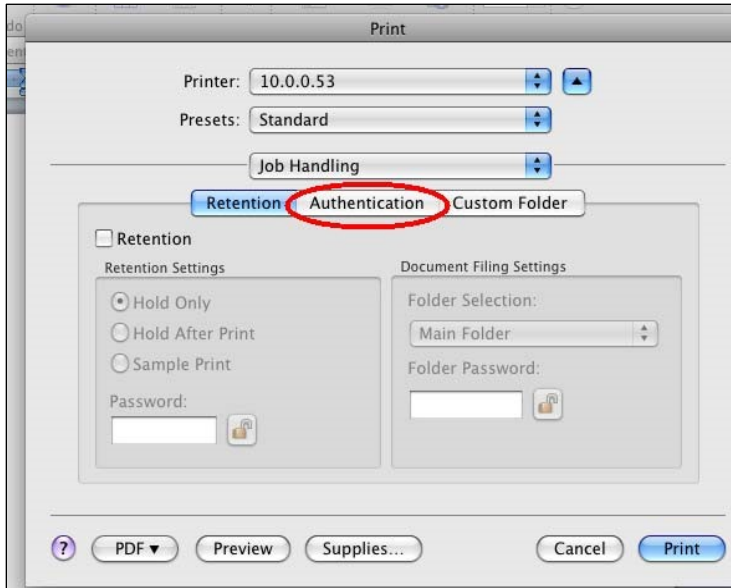 Print
Printer: 10.0.0.53
Presets: Standard
Job Handling
Retention Authentication Custom Folder
Retention
Retention Settings
Hold Only
Hold After Print
Sample Print
Password:
Document Filing Settings
Folder Selection:
Main Folder
Folder Password:
? PDF▼ Preview Supplies... Cancel Print